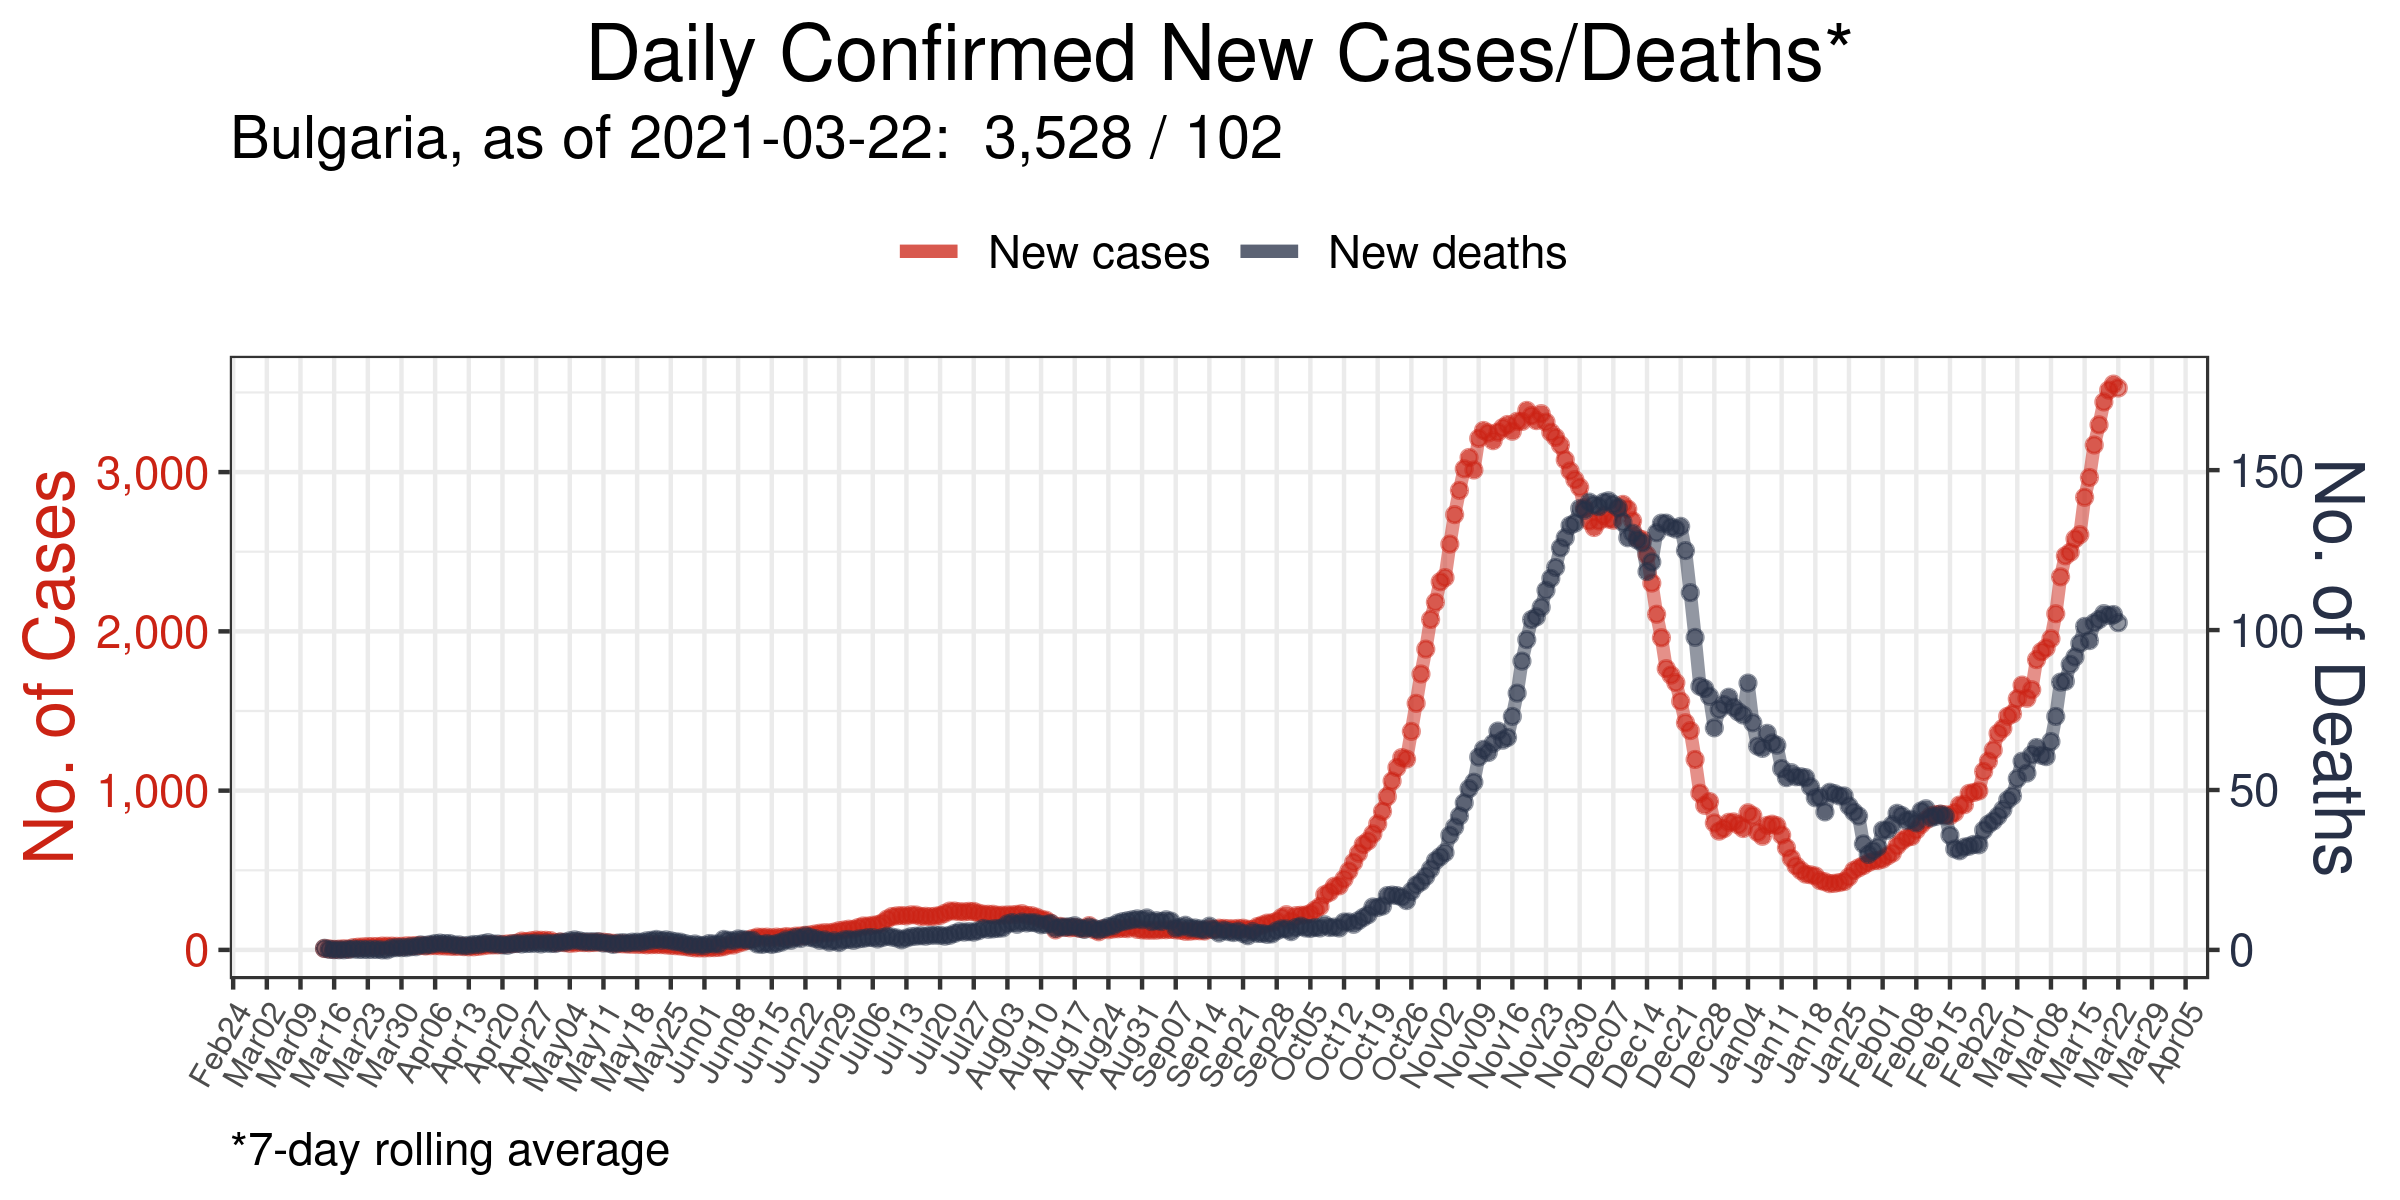 Daily Confirmed New Cases/Deaths*
Bulgaria, as of 2021-03-22:  3,528 / 102
New cases New deaths
No. of Cases
3,000
2,000
1,000
0
150
100
50
0
No. of Deaths
Feb24 Mar02 Mar09 Mar16 Mar23 Mar30 Apr06 Apr13 Apr20 Apr27 May04 May11 May18 May25 Jun01 Jun08 Jun15 Jun22 Jun29 Jul06 Jul13 Jul20 Jul27 Aug03 Aug10 Aug17 Aug24 Aug31 Sep07 Sep14 Sep21 Sep28 Oct05 Oct12 Oct19 Oct26 Nov02 Nov09 Nov16 Nov23 Nov30 Dec07 Dec14 Dec21 Dec28 Jan04 Jan11 Jan18 Jan25 Feb01 Feb08 Feb15 Feb22 Mar01 Mar08 Mar15 Mar22 Mar29 Apr05
*7-day rolling average